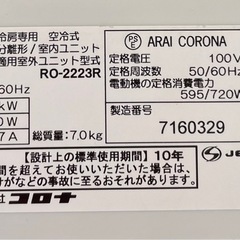 冷房専用 空冷式
分離形/室内ユニット
適用室外ユニット型式
RO-2223R
60Hz
kW
0W
7A
総質量:7.0kg
PS E
ARAI CORONA
定格電圧 100V
定格周波数 50/60Hz
電動機の定格消費電力
595/720W
製造番号
7160329
【設計上の標準使用期間】10年
コロナ